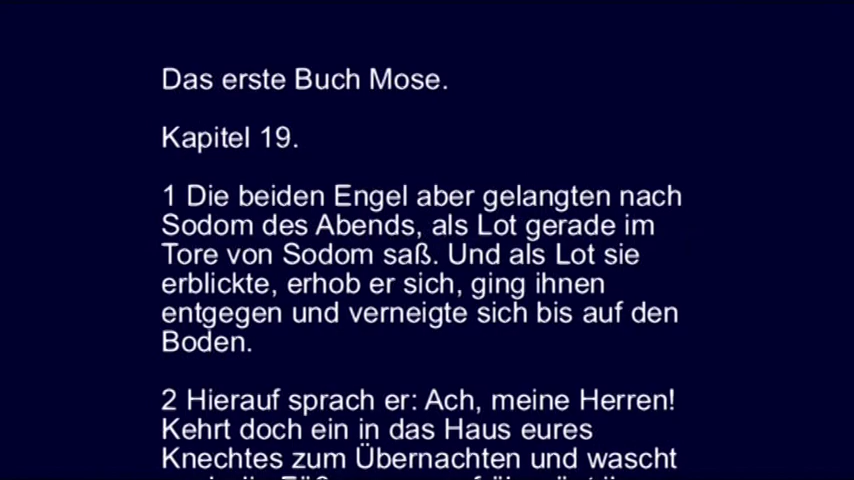 Das erste Buch Mose.
Kapitel 19.
1 Die beiden Engel aber gelangten nach
Sodom des Abends, als Lot gerade im
Tore von Sodom saß. Und als Lot sie
erblickte, erhob er sich, ging ihnen
entgegen und verneigte sich bis auf den
Boden.
2 Hierauf sprach er: Ach, meine Herren!
Kehrt doch ein in das Haus eures
Knechtes zum Übernachten und wascht